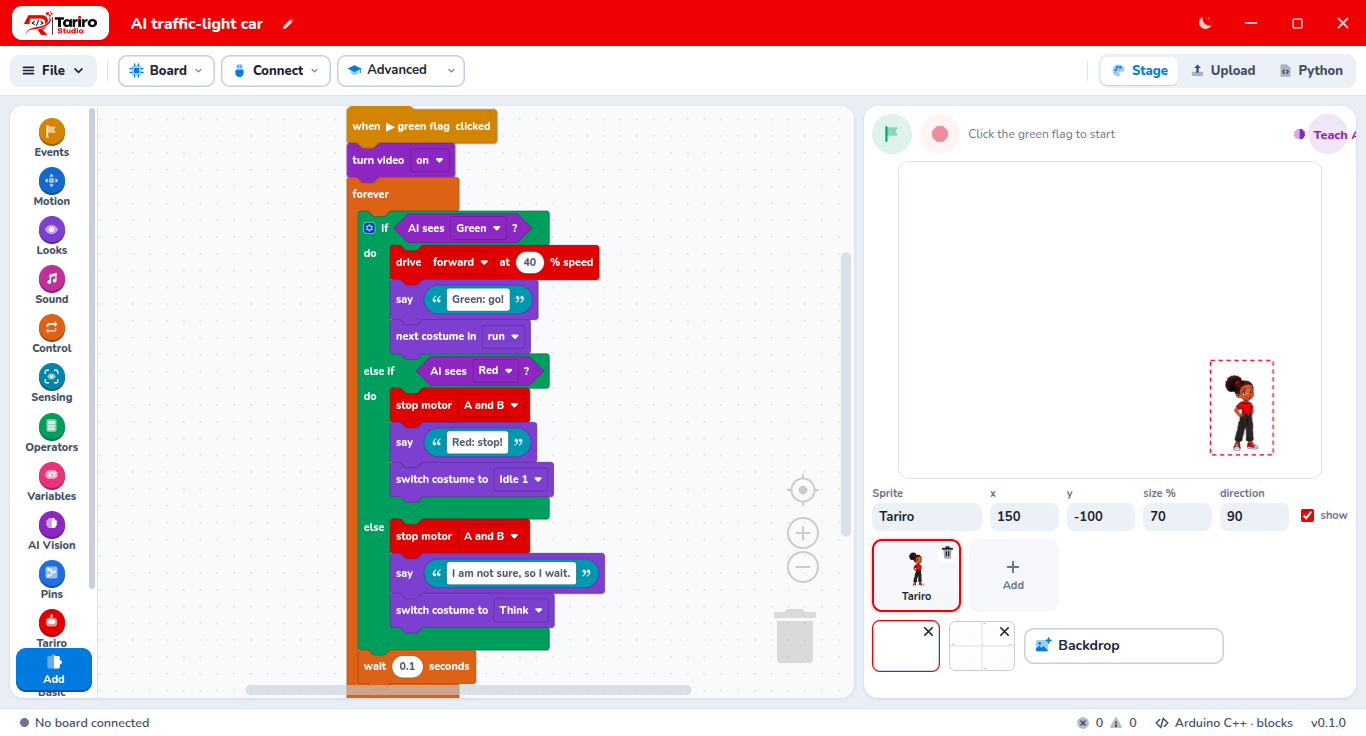 Tariro
Studio
AI traffic-light car
File
Board
Connect
Advanced
Stage
Upload
Python
Events
Motion
Looks
Sound
Control
Sensing
Operators
Variables
AI Vision
Pins
Tariro
Add
Basic
when ▶ green flag clicked
turn video on
forever
if AI sees Green ?
do
drive forward at 40 % speed
say “ Green: go! ”
next costume in run
else if AI sees Red ?
do
stop motor A and B
say “ Red: stop! ”
switch costume to Idle 1
else
stop motor A and B
say “ I am not sure, so I wait. ”
switch costume to Think
wait 0.1 seconds
Click the green flag to start
Teach A
Sprite
x
y
size %
direction
Tariro
150
-100
70
90
show
Tariro
Add
Backdrop
No board connected
0
0
Arduino C++ · blocks
v0.1.0